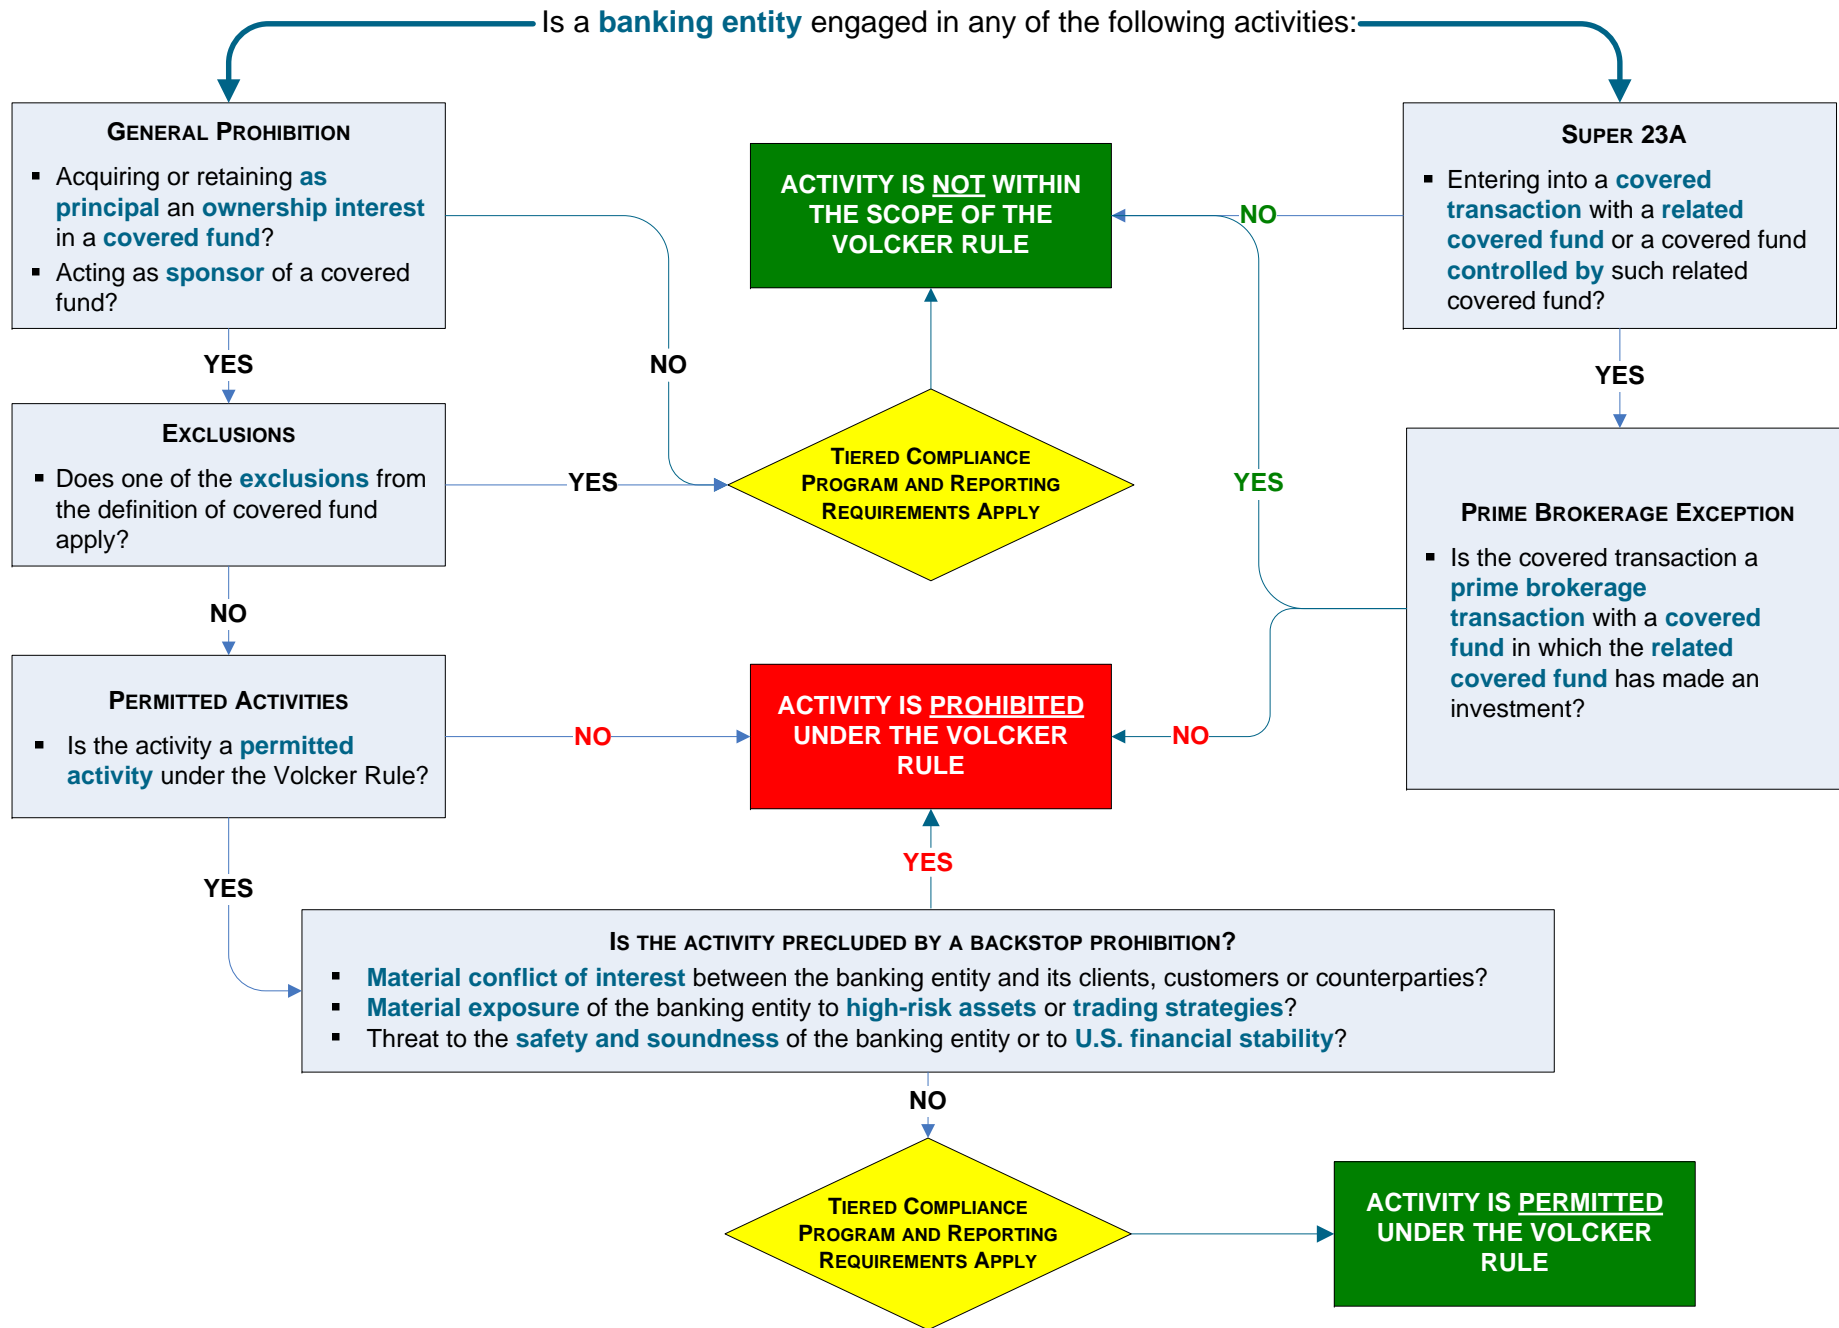 Is a banking entity engaged in any of the following activities:
GENERAL PROHIBITION
▪ Acquiring or retaining as
principal an ownership interest
in a covered fund?
▪ Acting as sponsor of a covered
fund?
YES
NO
EXCLUSIONS
▪ Does one of the exclusions from
the definition of covered fund
apply?
YES
NO
PERMITTED ACTIVITIES
▪ Is the activity a permitted
activity under the Volcker Rule?
NO
YES
ACTIVITY IS NOT WITHIN
THE SCOPE OF THE
VOLCKER RULE
TIERED COMPLIANCE
PROGRAM AND REPORTING
REQUIREMENTS APPLY
ACTIVITY IS PROHIBITED
UNDER THE VOLCKER
RULE
YES
SUPER 23A
▪ Entering into a covered
transaction with a related
covered fund or a covered fund
controlled by such related
covered fund?
NO
YES
PRIME BROKERAGE EXCEPTION
▪ Is the covered transaction a
prime brokerage
transaction with a covered
fund in which the related
covered fund has made an
investment?
YES
NO
IS THE ACTIVITY PRECLUDED BY A BACKSTOP PROHIBITION?
▪ Material conflict of interest between the banking entity and its clients, customers or counterparties?
▪ Material exposure of the banking entity to high-risk assets or trading strategies?
▪ Threat to the safety and soundness of the banking entity or to U.S. financial stability?
NO
TIERED COMPLIANCE
PROGRAM AND REPORTING
REQUIREMENTS APPLY
ACTIVITY IS PERMITTED
UNDER THE VOLCKER
RULE